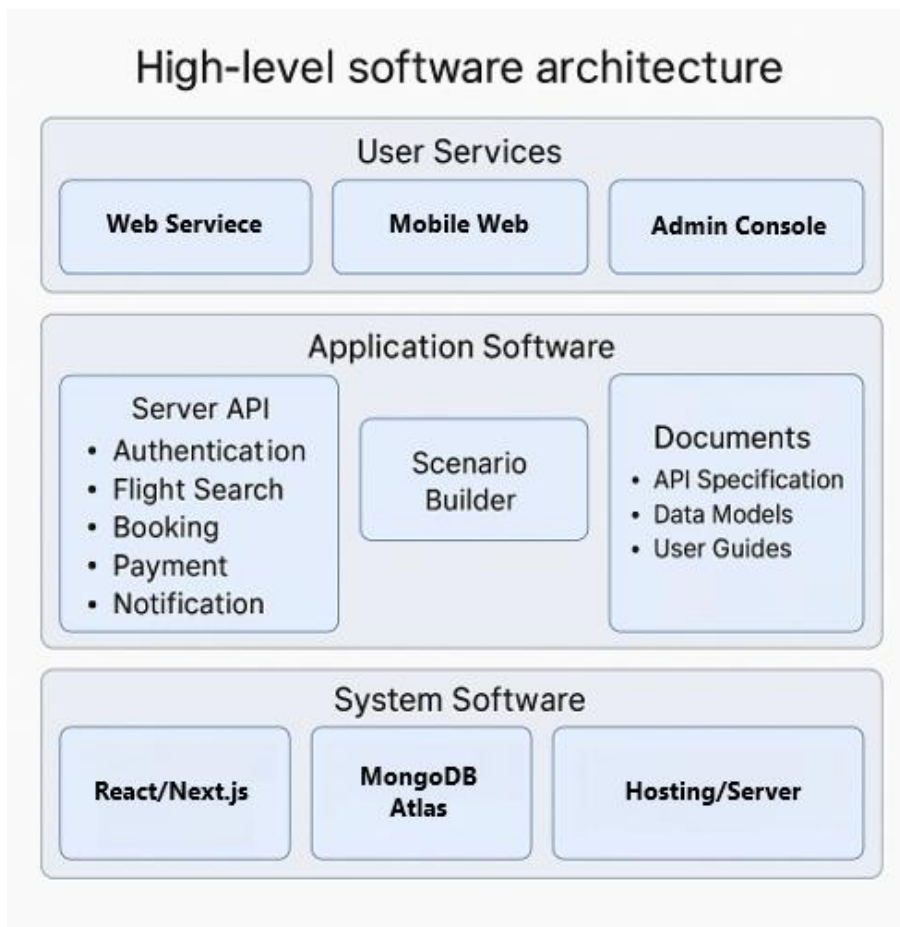 High-level software architecture
User Services
Web Serviece
Mobile Web
Admin Console
Application Software
Server API
• Authentication
• Flight Search
• Booking
• Payment
• Notification
Scenario
Builder
Documents
• API Specification
• Data Models
• User Guides
System Software
React/Next.js
MongoDB
Atlas
Hosting/Server